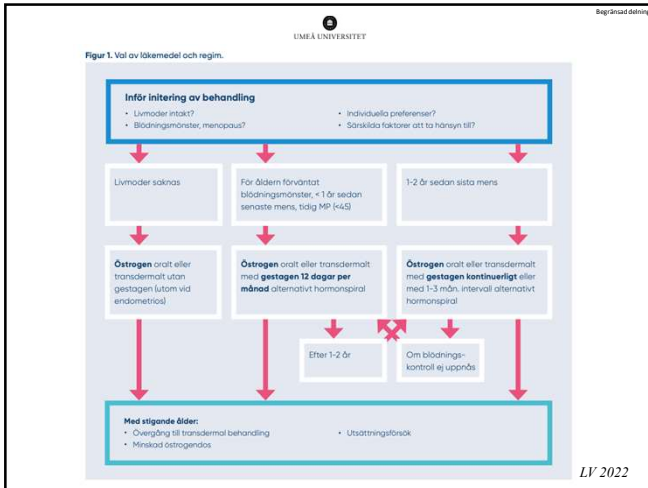 Begränsad delning
UMEÅ UNIVERSITET
Figur 1. Val av läkemedel och regim.
Inför initering av behandling
• Livmoder intakt?
• Blödningsmönster, menopaus?
• Individuella preferenser?
• Särskilda faktorer att ta hänsyn till?
Livmoder saknas
För åldern förväntat
blödningsmönster, < 1 år sedan
senaste mens, tidig MP (<45)
1-2 år sedan sista mens
Östrogen oralt eller
transdermalt utan
gestagen (utom vid
endometrios)
Östrogen oralt eller transdermalt
med gestagen 12 dagar per
månad alternativt hormonspiral
Östrogen oralt eller transdermalt
med gestagen kontinuerligt eller
med 1-3 mån. intervall alternativt
hormonspiral
Efter 1-2 år
Om blödnings-
kontroll ej uppnås
Med stigande ålder:
• Övergång till transdermal behandling
• Minskad östrogendos
• Utsättningsförsök
LV 2022